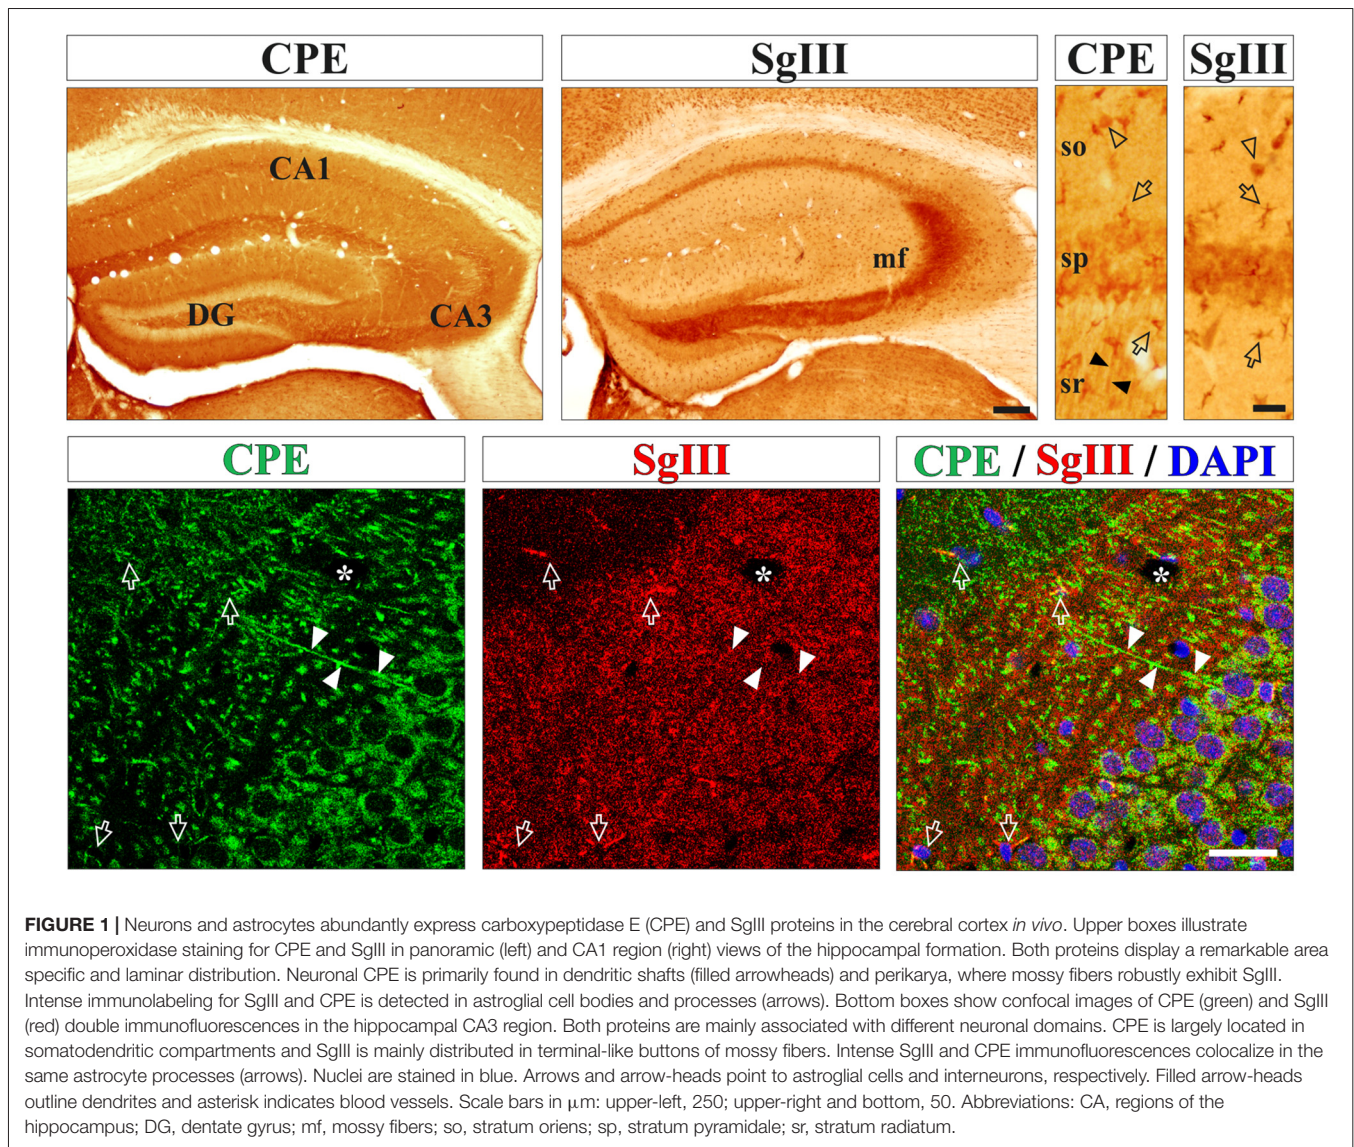 CPE
SgIII
CPE
SgIII
CA1
DG
CA3
mf
so
sp
sr
CPE
SgIII
CPE / SgIII / DAPI
*
*
*
FIGURE 1 | Neurons and astrocytes abundantly express carboxypeptidase E (CPE) and SgIII proteins in the cerebral cortex in vivo. Upper boxes illustrate
immunoperoxidase staining for CPE and SgIII in panoramic (left) and CA1 region (right) views of the hippocampal formation. Both proteins display a remarkable area
specific and laminar distribution. Neuronal CPE is primarily found in dendritic shafts (filled arrowheads) and perikarya, where mossy fibers robustly exhibit SgIII.
Intense immunolabeling for SgIII and CPE is detected in astroglial cell bodies and processes (arrows). Bottom boxes show confocal images of CPE (green) and SgIII
(red) double immunofluorescences in the hippocampal CA3 region. Both proteins are mainly associated with different neuronal domains. CPE is largely located in
somatodendritic compartments and SgIII is mainly distributed in terminal-like buttons of mossy fibers. Intense SgIII and CPE immunofluorescences colocalize in the
same astrocyte processes (arrows). Nuclei are stained in blue. Arrows and arrow-heads point to astroglial cells and interneurons, respectively. Filled arrow-heads
outline dendrites and asterisk indicates blood vessels. Scale bars in μm: upper-left, 250; upper-right and bottom, 50. Abbreviations: CA, regions of the
hippocampus; DG, dentate gyrus; mf, mossy fibers; so, stratum oriens; sp, stratum pyramidale; sr, stratum radiatum.